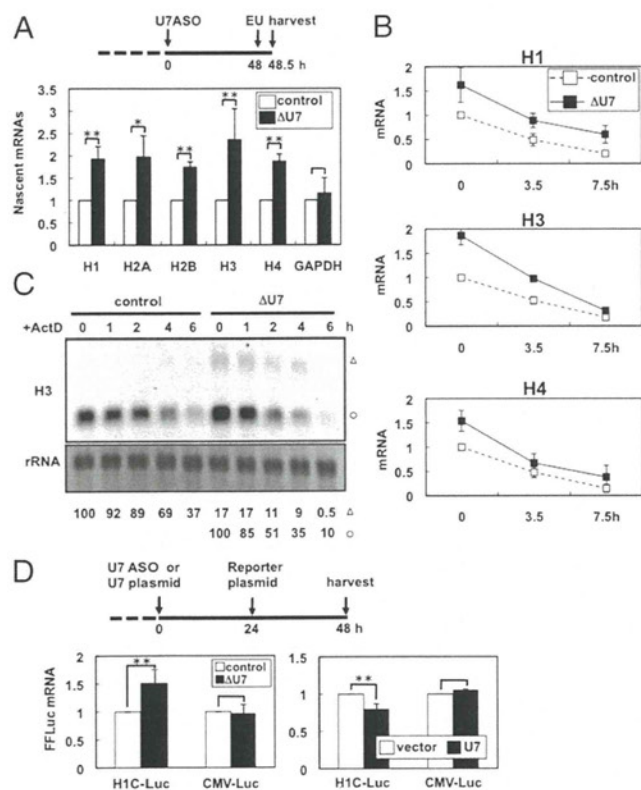 A
U7ASO EU harvest
0 48 48.5 h
Nascent mRNAs
3.5
3
2.5
2
1.5
1
0.5
0
control
ΔU7
** * ** ** **
H1 H2A H2B H3 H4 GAPDH
B
H1
control
ΔU7
mRNA
2
1.5
1
0.5
0
0 3.5 7.5h
H3
mRNA
2
1.5
1
0.5
0
0 3.5 7.5h
H4
mRNA
2
1.5
1
0.5
0
0 3.5 7.5h
C
control ΔU7
+ActD 0 1 2 4 6 0 1 2 4 6 h
H3
△
○
rRNA
100 92 89 69 37 17 17 11 9 0.5 △
100 85 51 35 10 ○
D
U7 ASO or
U7 plasmid
Reporter
plasmid
harvest
0 24 48 h
FFLuc mRNA
2
1.5
1
0.5
0
**
control
ΔU7
H1C-Luc CMV-Luc
1.5
1
0.5
0
**
vector U7
H1C-Luc CMV-Luc